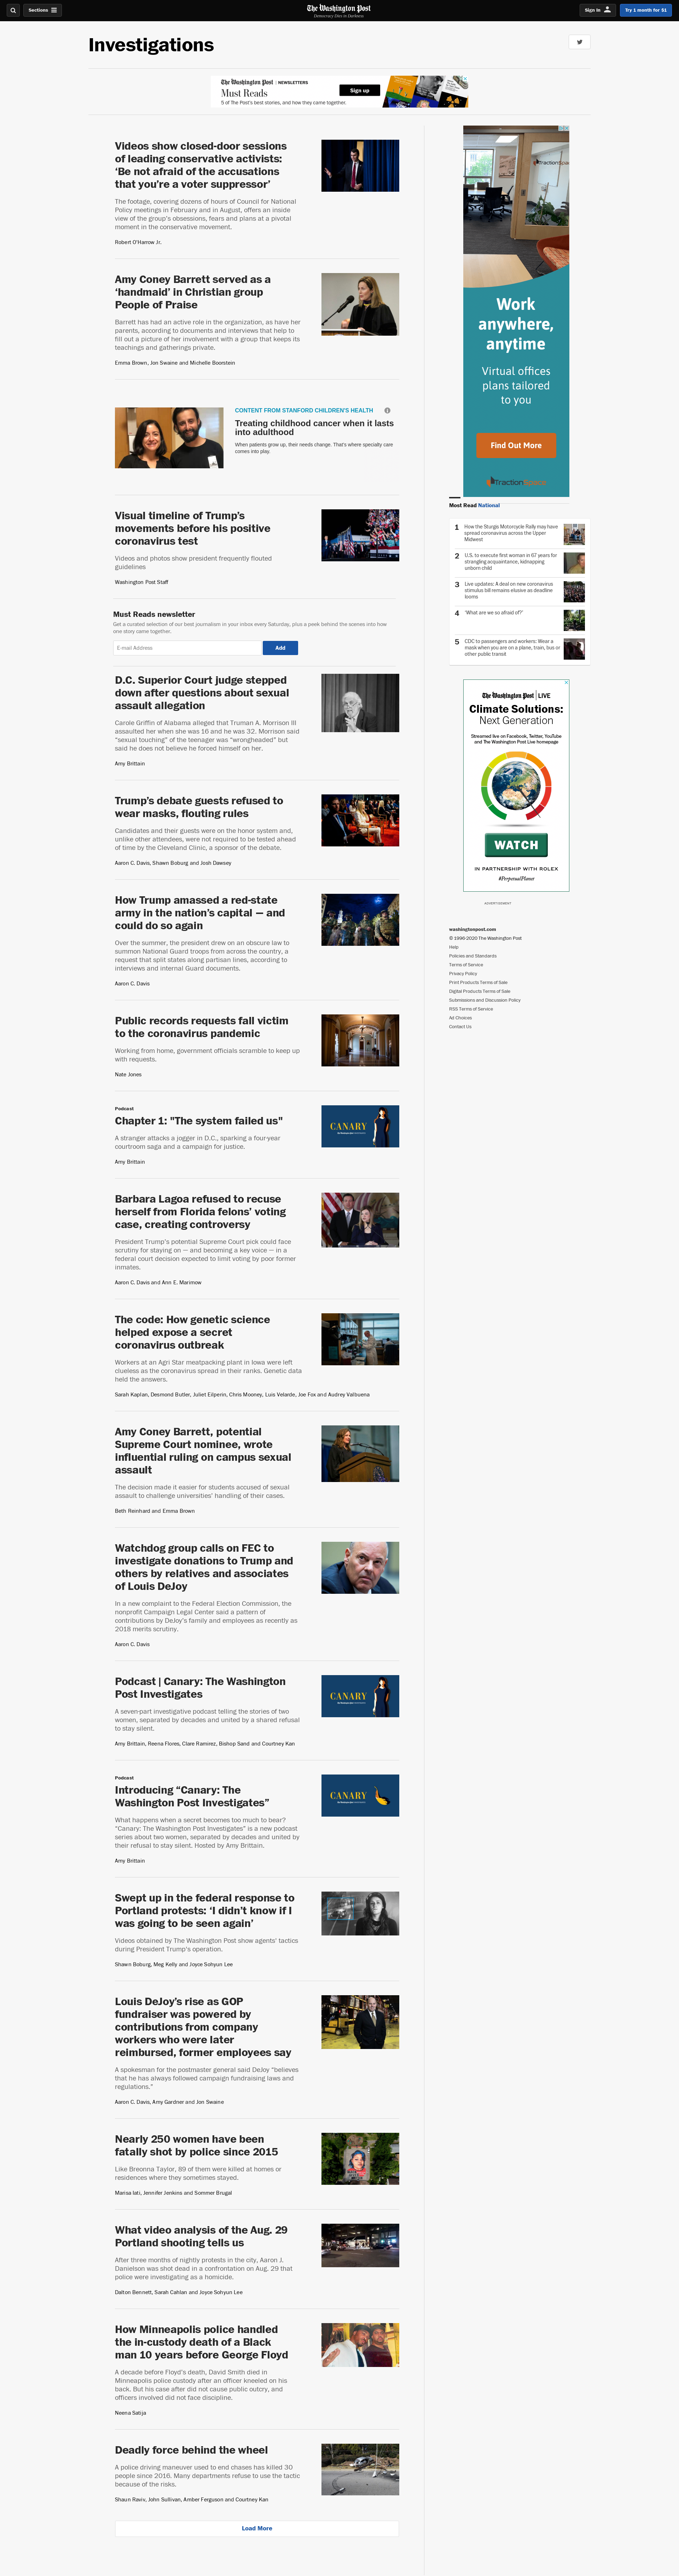 Sections
The Washington Post
Democracy Dies in Darkness
Sign In
Try 1 month for $1
Investigations
The Washington Post | NEWSLETTERS
Must Reads
5 of The Post's best stories, and how they came together.
Sign up
Videos show closed-door sessions
of leading conservative activists:
‘Be not afraid of the accusations
that you’re a voter suppressor’
The footage, covering dozens of hours of Council for National
Policy meetings in February and in August, offers an inside
view of the group’s obsessions, fears and plans at a pivotal
moment in the conservative movement.
Robert O'Harrow Jr.
Amy Coney Barrett served as a
‘handmaid’ in Christian group
People of Praise
Barrett has had an active role in the organization, as have her
parents, according to documents and interviews that help to
fill out a picture of her involvement with a group that keeps its
teachings and gatherings private.
Emma Brown, Jon Swaine and Michelle Boorstein
CONTENT FROM STANFORD CHILDREN'S HEALTH
Treating childhood cancer when it lasts
into adulthood
When patients grow up, their needs change. That's where specialty care
comes into play.
Visual timeline of Trump’s
movements before his positive
coronavirus test
Videos and photos show president frequently flouted
guidelines
Washington Post Staff
Must Reads newsletter
Get a curated selection of our best journalism in your inbox every Saturday, plus a peek behind the scenes into how
one story came together.
E-mail Address
Add
D.C. Superior Court judge stepped
down after questions about sexual
assault allegation
Carole Griffin of Alabama alleged that Truman A. Morrison III
assaulted her when she was 16 and he was 32. Morrison said
“sexual touching” of the teenager was “wrongheaded” but
said he does not believe he forced himself on her.
Amy Brittain
Trump’s debate guests refused to
wear masks, flouting rules
Candidates and their guests were on the honor system and,
unlike other attendees, were not required to be tested ahead
of time by the Cleveland Clinic, a sponsor of the debate.
Aaron C. Davis, Shawn Boburg and Josh Dawsey
How Trump amassed a red-state
army in the nation’s capital — and
could do so again
Over the summer, the president drew on an obscure law to
summon National Guard troops from across the country, a
request that split states along partisan lines, according to
interviews and internal Guard documents.
Aaron C. Davis
Public records requests fall victim
to the coronavirus pandemic
Working from home, government officials scramble to keep up
with requests.
Nate Jones
Podcast
Chapter 1: "The system failed us"
A stranger attacks a jogger in D.C., sparking a four-year
courtroom saga and a campaign for justice.
Amy Brittain
CANARY
Barbara Lagoa refused to recuse
herself from Florida felons’ voting
case, creating controversy
President Trump’s potential Supreme Court pick could face
scrutiny for staying on — and becoming a key voice — in a
federal court decision expected to limit voting by poor former
inmates.
Aaron C. Davis and Ann E. Marimow
The code: How genetic science
helped expose a secret
coronavirus outbreak
Workers at an Agri Star meatpacking plant in Iowa were left
clueless as the coronavirus spread in their ranks. Genetic data
held the answers.
Sarah Kaplan, Desmond Butler, Juliet Eilperin, Chris Mooney, Luis Velarde, Joe Fox and Audrey Valbuena
Amy Coney Barrett, potential
Supreme Court nominee, wrote
influential ruling on campus sexual
assault
The decision made it easier for students accused of sexual
assault to challenge universities’ handling of their cases.
Beth Reinhard and Emma Brown
Watchdog group calls on FEC to
investigate donations to Trump and
others by relatives and associates
of Louis DeJoy
In a new complaint to the Federal Election Commission, the
nonprofit Campaign Legal Center said a pattern of
contributions by DeJoy’s family and employees as recently as
2018 merits scrutiny.
Aaron C. Davis
Podcast | Canary: The Washington
Post Investigates
A seven-part investigative podcast telling the stories of two
women, separated by decades and united by a shared refusal
to stay silent.
Amy Brittain, Reena Flores, Clare Ramirez, Bishop Sand and Courtney Kan
CANARY
Podcast
Introducing “Canary: The
Washington Post Investigates”
What happens when a secret becomes too much to bear?
“Canary: The Washington Post Investigates” is a new podcast
series about two women, separated by decades and united by
their refusal to stay silent. Hosted by Amy Brittain.
Amy Brittain
CANARY
Swept up in the federal response to
Portland protests: ‘I didn’t know if I
was going to be seen again’
Videos obtained by The Washington Post show agents’ tactics
during President Trump’s operation.
Shawn Boburg, Meg Kelly and Joyce Sohyun Lee
Louis DeJoy’s rise as GOP
fundraiser was powered by
contributions from company
workers who were later
reimbursed, former employees say
A spokesman for the postmaster general said DeJoy “believes
that he has always followed campaign fundraising laws and
regulations.”
Aaron C. Davis, Amy Gardner and Jon Swaine
Nearly 250 women have been
fatally shot by police since 2015
Like Breonna Taylor, 89 of them were killed at homes or
residences where they sometimes stayed.
Marisa Iati, Jennifer Jenkins and Sommer Brugal
What video analysis of the Aug. 29
Portland shooting tells us
After three months of nightly protests in the city, Aaron J.
Danielson was shot dead in a confrontation on Aug. 29 that
police were investigating as a homicide.
Dalton Bennett, Sarah Cahlan and Joyce Sohyun Lee
How Minneapolis police handled
the in-custody death of a Black
man 10 years before George Floyd
A decade before Floyd’s death, David Smith died in
Minneapolis police custody after an officer kneeled on his
back. But his case after did not cause public outcry, and
officers involved did not face discipline.
Neena Satija
Deadly force behind the wheel
A police driving maneuver used to end chases has killed 30
people since 2016. Many departments refuse to use the tactic
because of the risks.
Shaun Raviv, John Sullivan, Amber Ferguson and Courtney Kan
Load More
Work
anywhere,
anytime
Virtual offices
plans tailored
to you
Find Out More
Most Read National
1 How the Sturgis Motorcycle Rally may have
spread coronavirus across the Upper
Midwest
2 U.S. to execute first woman in 67 years for
strangling acquaintance, kidnapping
unborn child
3 Live updates: A deal on new coronavirus
stimulus bill remains elusive as deadline
looms
4 ‘What are we so afraid of?’
5 CDC to passengers and workers: Wear a
mask when you are on a plane, train, bus or
other public transit
The Washington Post | LIVE
Climate Solutions:
Next Generation
Streamed live on Facebook, Twitter, YouTube
and The Washington Post Live homepage
WATCH
IN PARTNERSHIP WITH ROLEX
#PerpetualPlanet
ADVERTISEMENT
washingtonpost.com
© 1996-2020 The Washington Post
Help
Policies and Standards
Terms of Service
Privacy Policy
Print Products Terms of Sale
Digital Products Terms of Sale
Submissions and Discussion Policy
RSS Terms of Service
Ad Choices
Contact Us